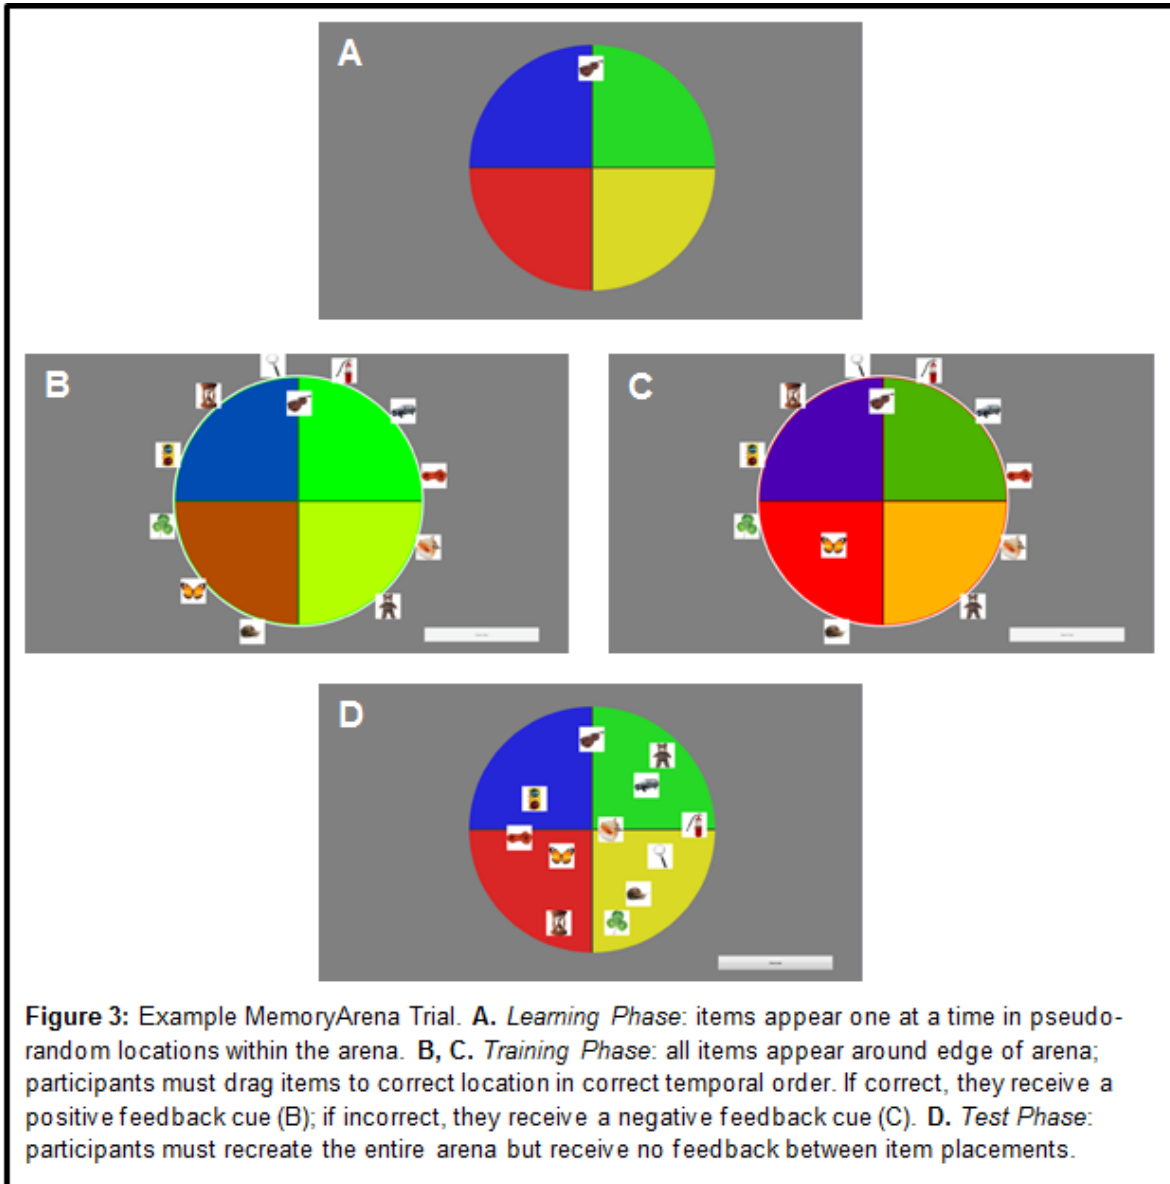 A
B
C
D
Figure 3: Example MemoryArena Trial. A. Learning Phase: items appear one at a time in pseudo-
random locations within the arena. B, C. Training Phase: all items appear around edge of arena;
participants must drag items to correct location in correct temporal order. If correct, they receive a
positive feedback cue (B); if incorrect, they receive a negative feedback cue (C). D. Test Phase:
participants must recreate the entire arena but receive no feedback between item placements.